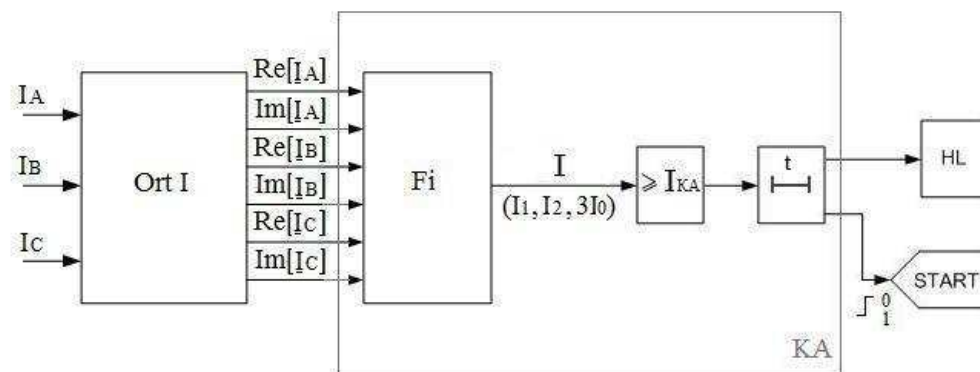 IA
IB
IC
Ort I
Re[IA]
Im[IA]
Re[IB]
Im[IB]
Re[IC]
Im[IC]
Fi
I
(I1, I2, 3I0)
⩾ IKA
t
HL
START
0
1
KA